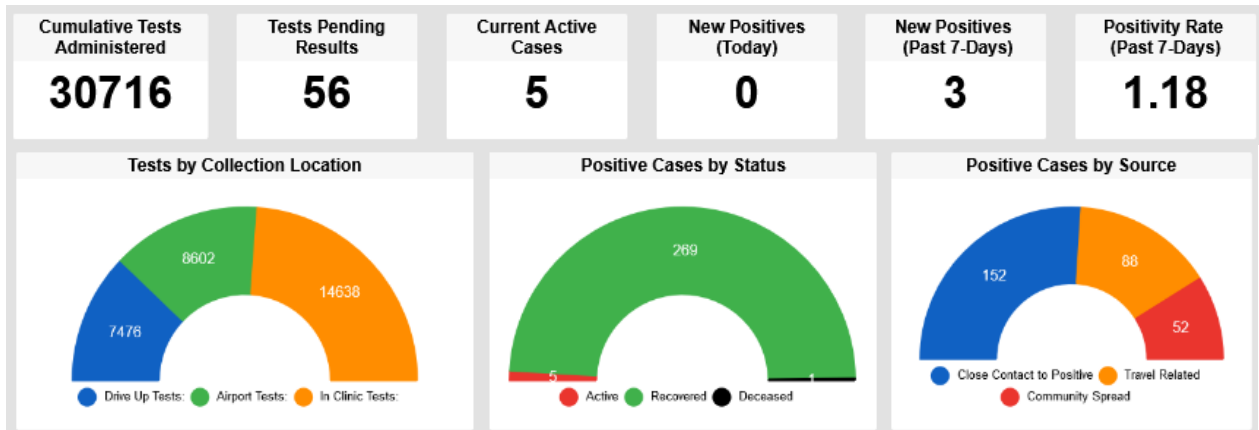 Cumulative Tests
Administered
30716
Tests Pending
Results
56
Current Active
Cases
5
New Positives
(Today)
0
New Positives
(Past 7-Days)
3
Positivity Rate
(Past 7-Days)
1.18
Tests by Collection Location
8602
14638
7476
Drive Up Tests: Airport Tests: In Clinic Tests:
Positive Cases by Status
269
5
1
Active Recovered Deceased
Positive Cases by Source
88
152
52
Close Contact to Positive Travel Related
Community Spread